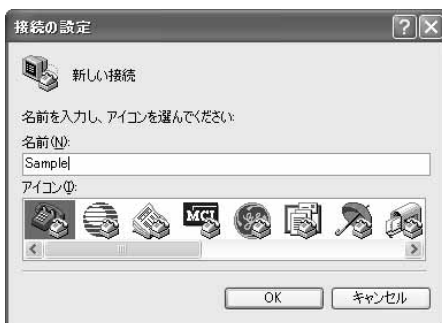 接続の設定
新しい接続
名前を入力し、アイコンを選んでください:
名前(N):
Sample
アイコン(I):
MCI
OK
キャンセル